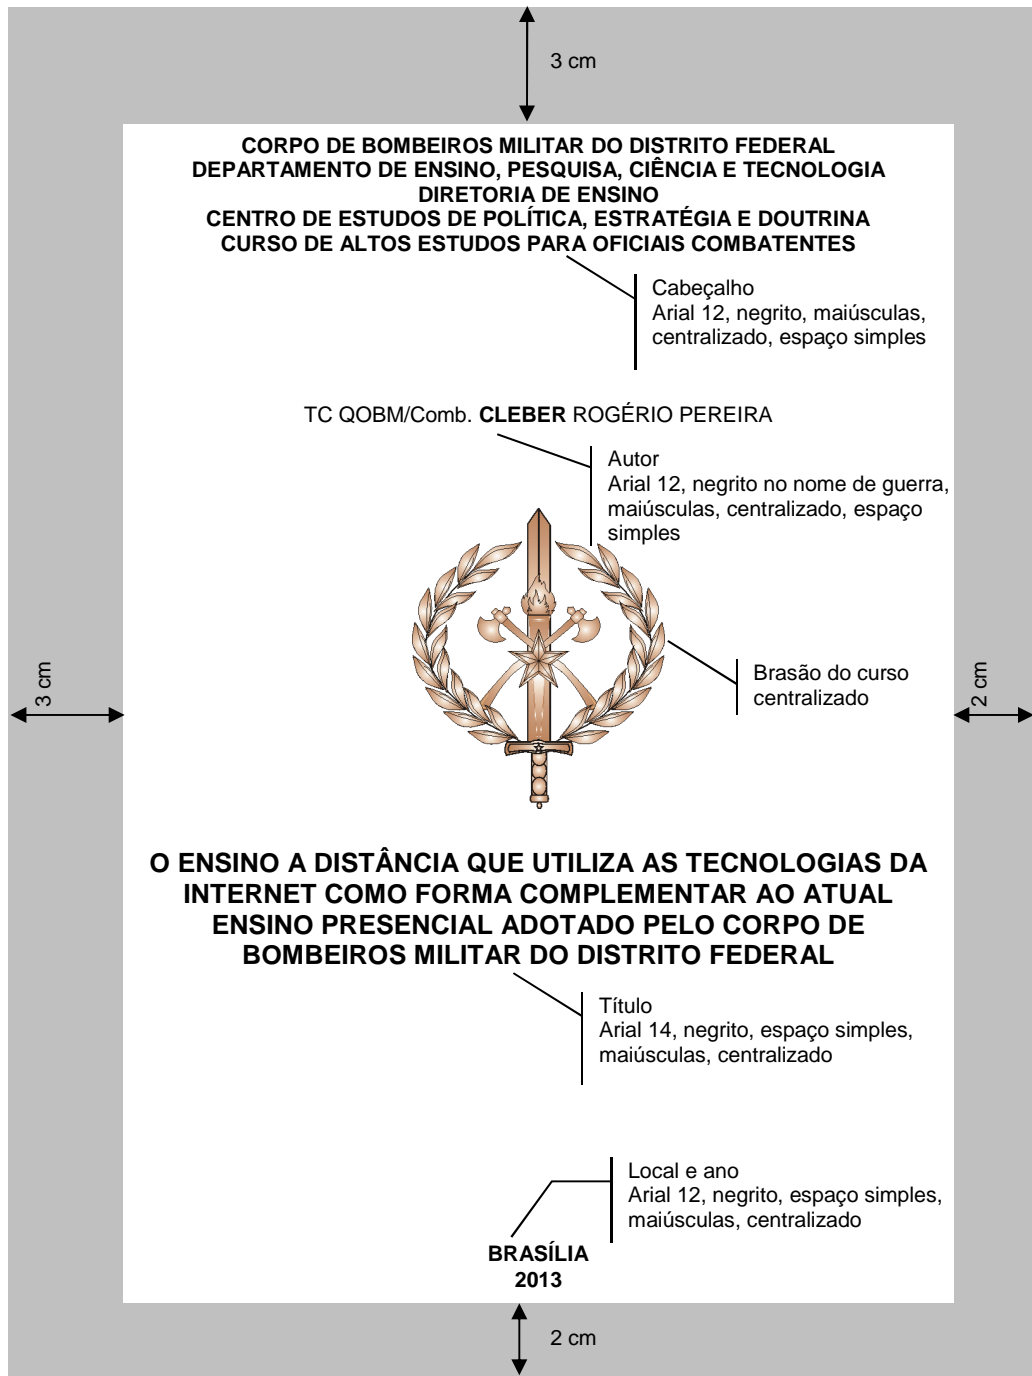 3 cm
CORPO DE BOMBEIROS MILITAR DO DISTRITO FEDERAL
DEPARTAMENTO DE ENSINO, PESQUISA, CIÊNCIA E TECNOLOGIA
DIRETORIA DE ENSINO
CENTRO DE ESTUDOS DE POLÍTICA, ESTRATÉGIA E DOUTRINA
CURSO DE ALTOS ESTUDOS PARA OFICIAIS COMBATENTES
Cabeçalho
Arial 12, negrito, maiúsculas,
centralizado, espaço simples
TC QOBM/Comb. CLEBER ROGÉRIO PEREIRA
Autor
Arial 12, negrito no nome de guerra,
maiúsculas, centralizado, espaço
simples
3 cm
Brasão do curso
centralizado
2 cm
O ENSINO A DISTÂNCIA QUE UTILIZA AS TECNOLOGIAS DA
INTERNET COMO FORMA COMPLEMENTAR AO ATUAL
ENSINO PRESENCIAL ADOTADO PELO CORPO DE
BOMBEIROS MILITAR DO DISTRITO FEDERAL
Título
Arial 14, negrito, espaço simples,
maiúsculas, centralizado
Local e ano
Arial 12, negrito, espaço simples,
maiúsculas, centralizado
BRASÍLIA
2013
2 cm